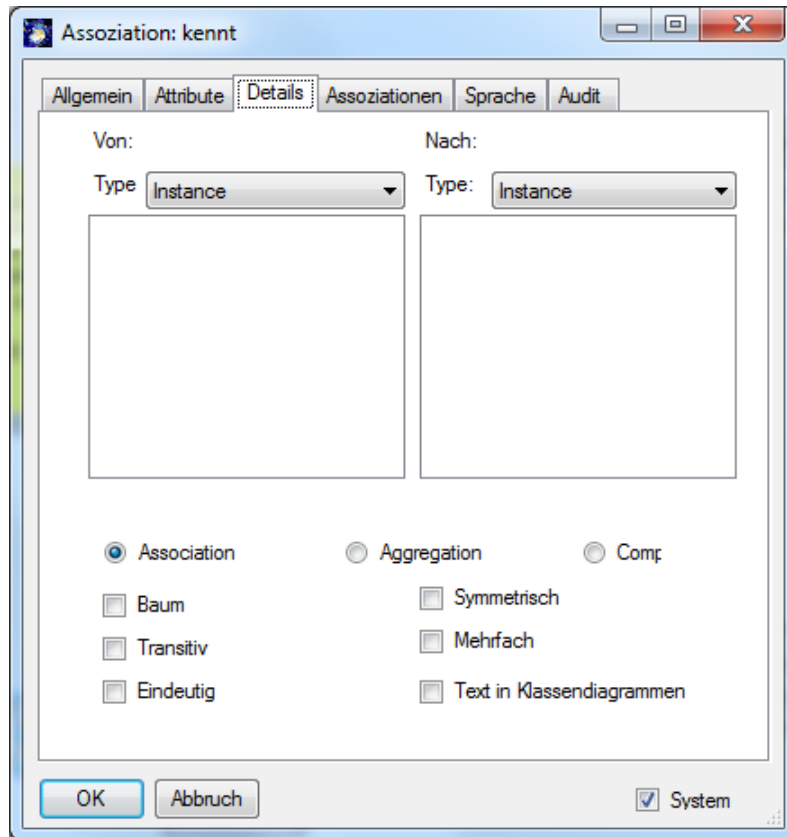 Assoziation: kennt
Allgemein Attribute Details Assoziationen Sprache Audit
Von: Nach:
Type Instance Type: Instance
Association Aggregation Comp
Baum Symmetrisch
Transitiv Mehrfach
Eindeutig Text in Klassendiagrammen
OK Abbruch System